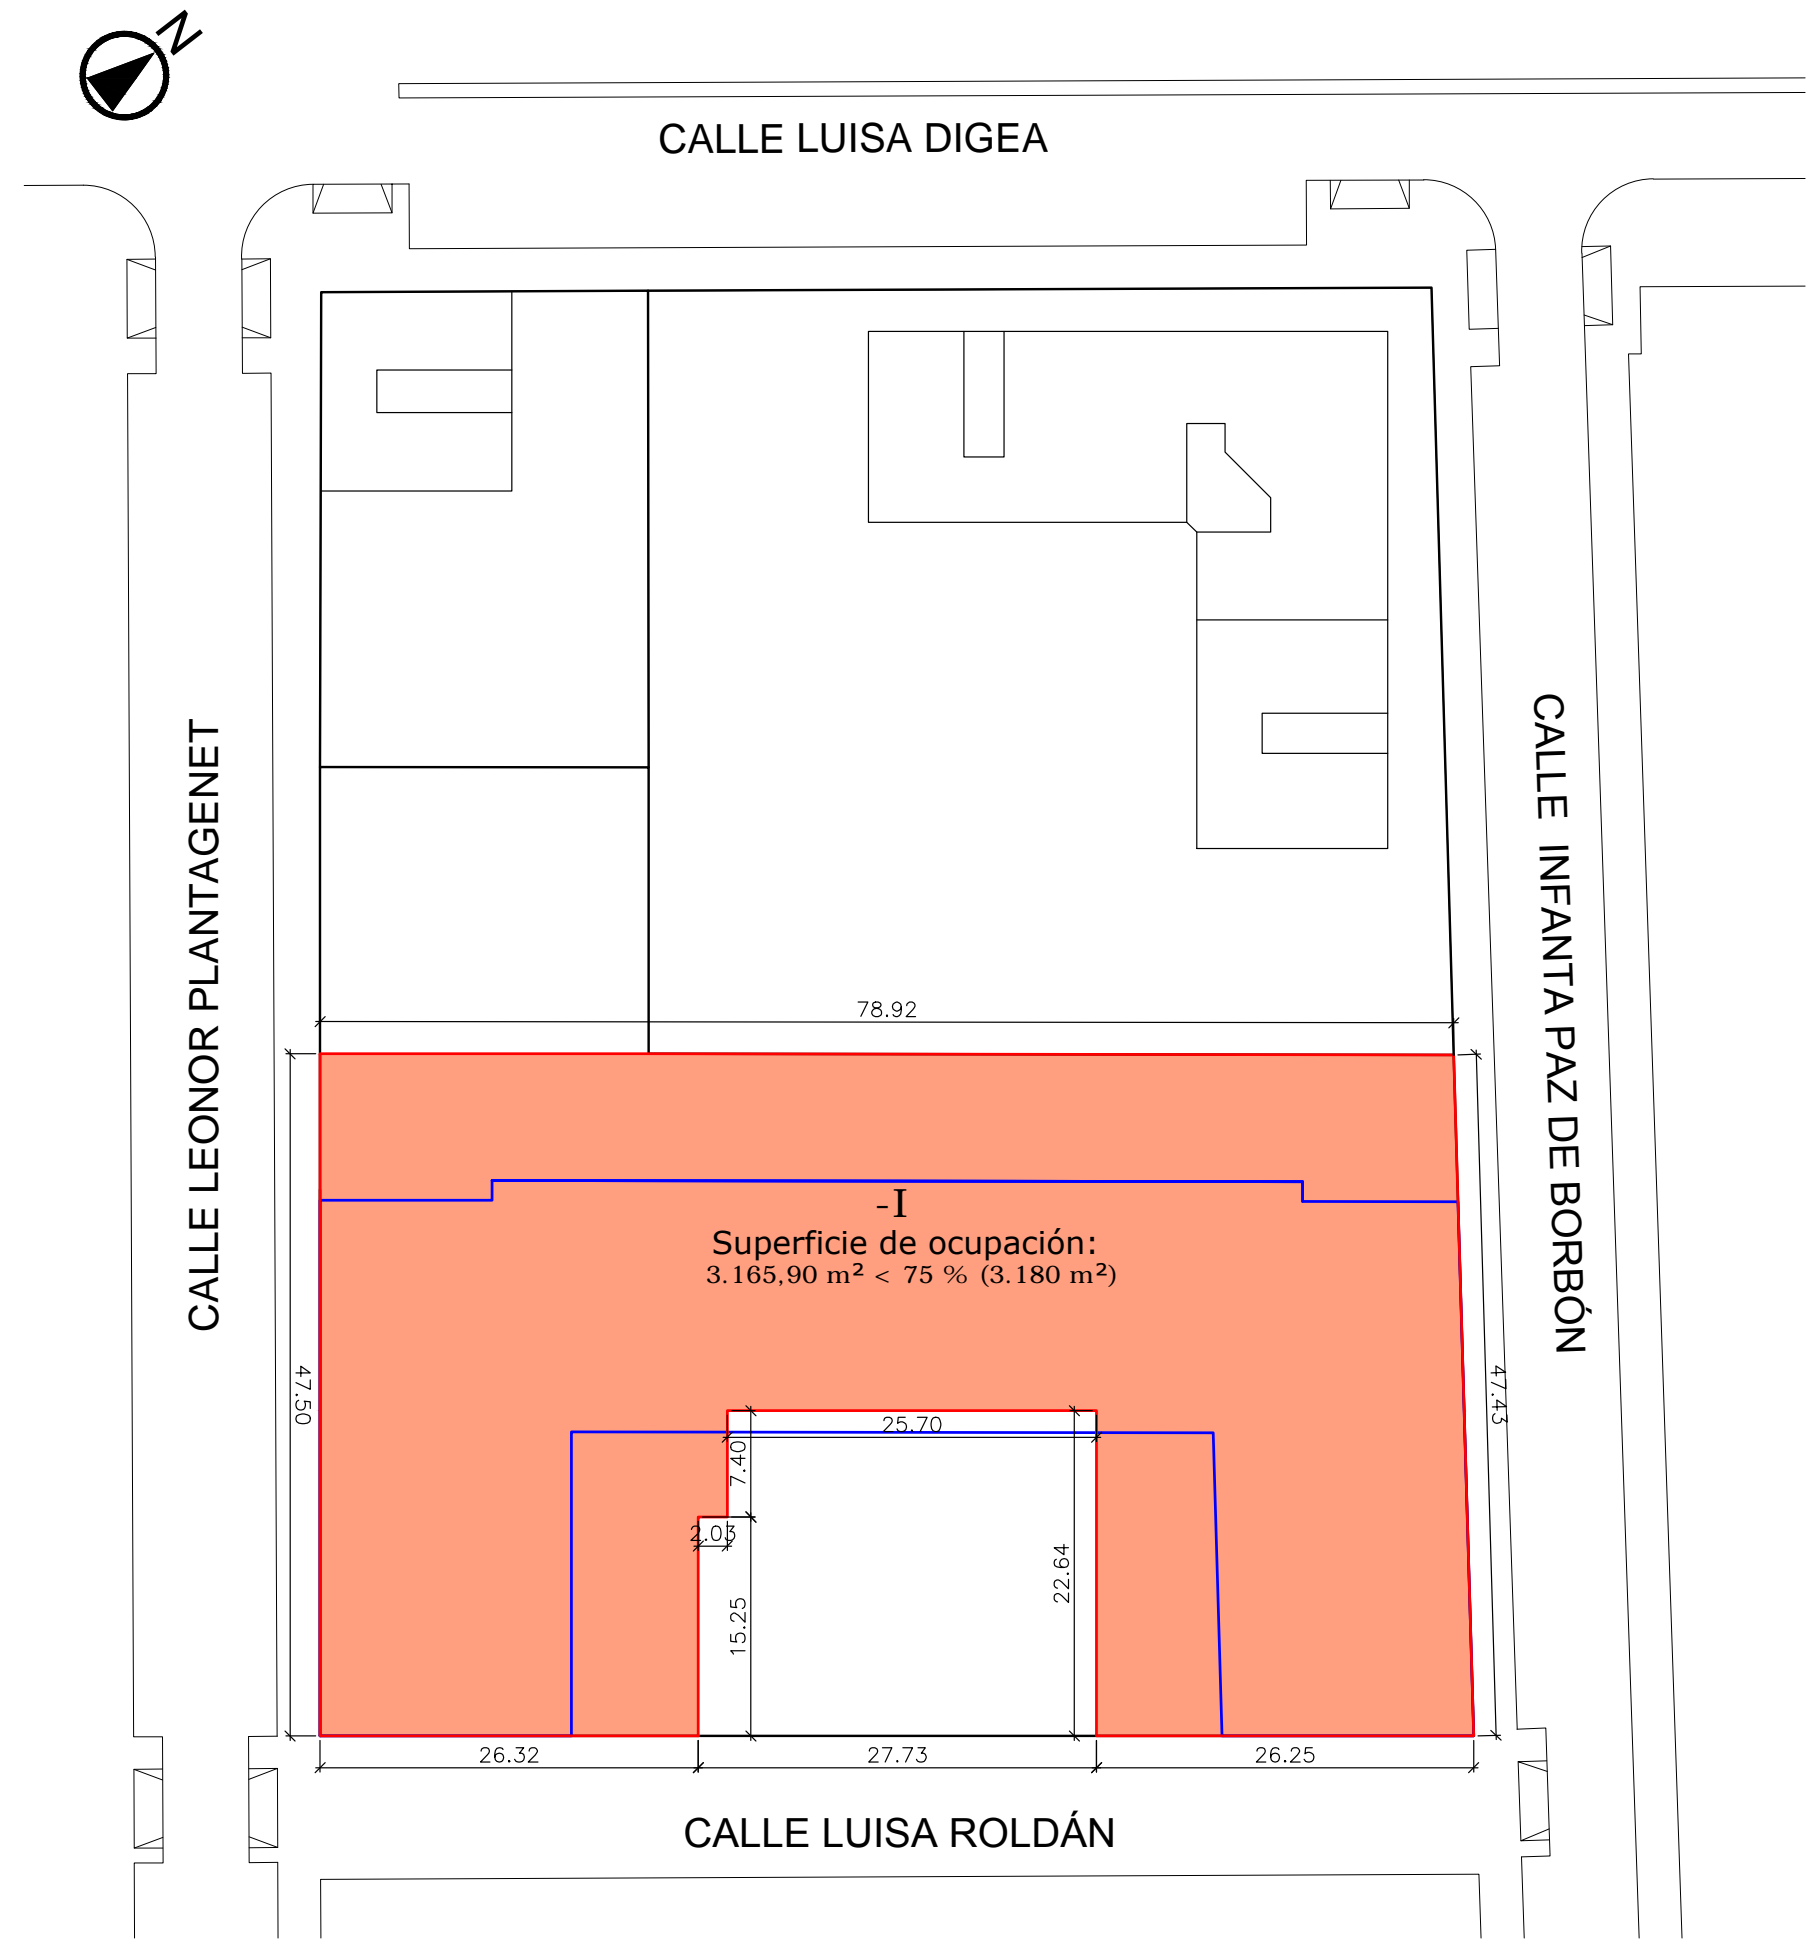 N
CALLE LUISA DIGEA
CALLE LEONOR PLANTAGENET
CALLE INFANTA PAZ DE BORBÓN
78.92
-I
Superficie de ocupación:
3.165,90 m² < 75 % (3.180 m²)
47.50
47.43
25.70
7.40
2.03
22.64
15.25
26.32
27.73
26.25
CALLE LUISA ROLDÁN